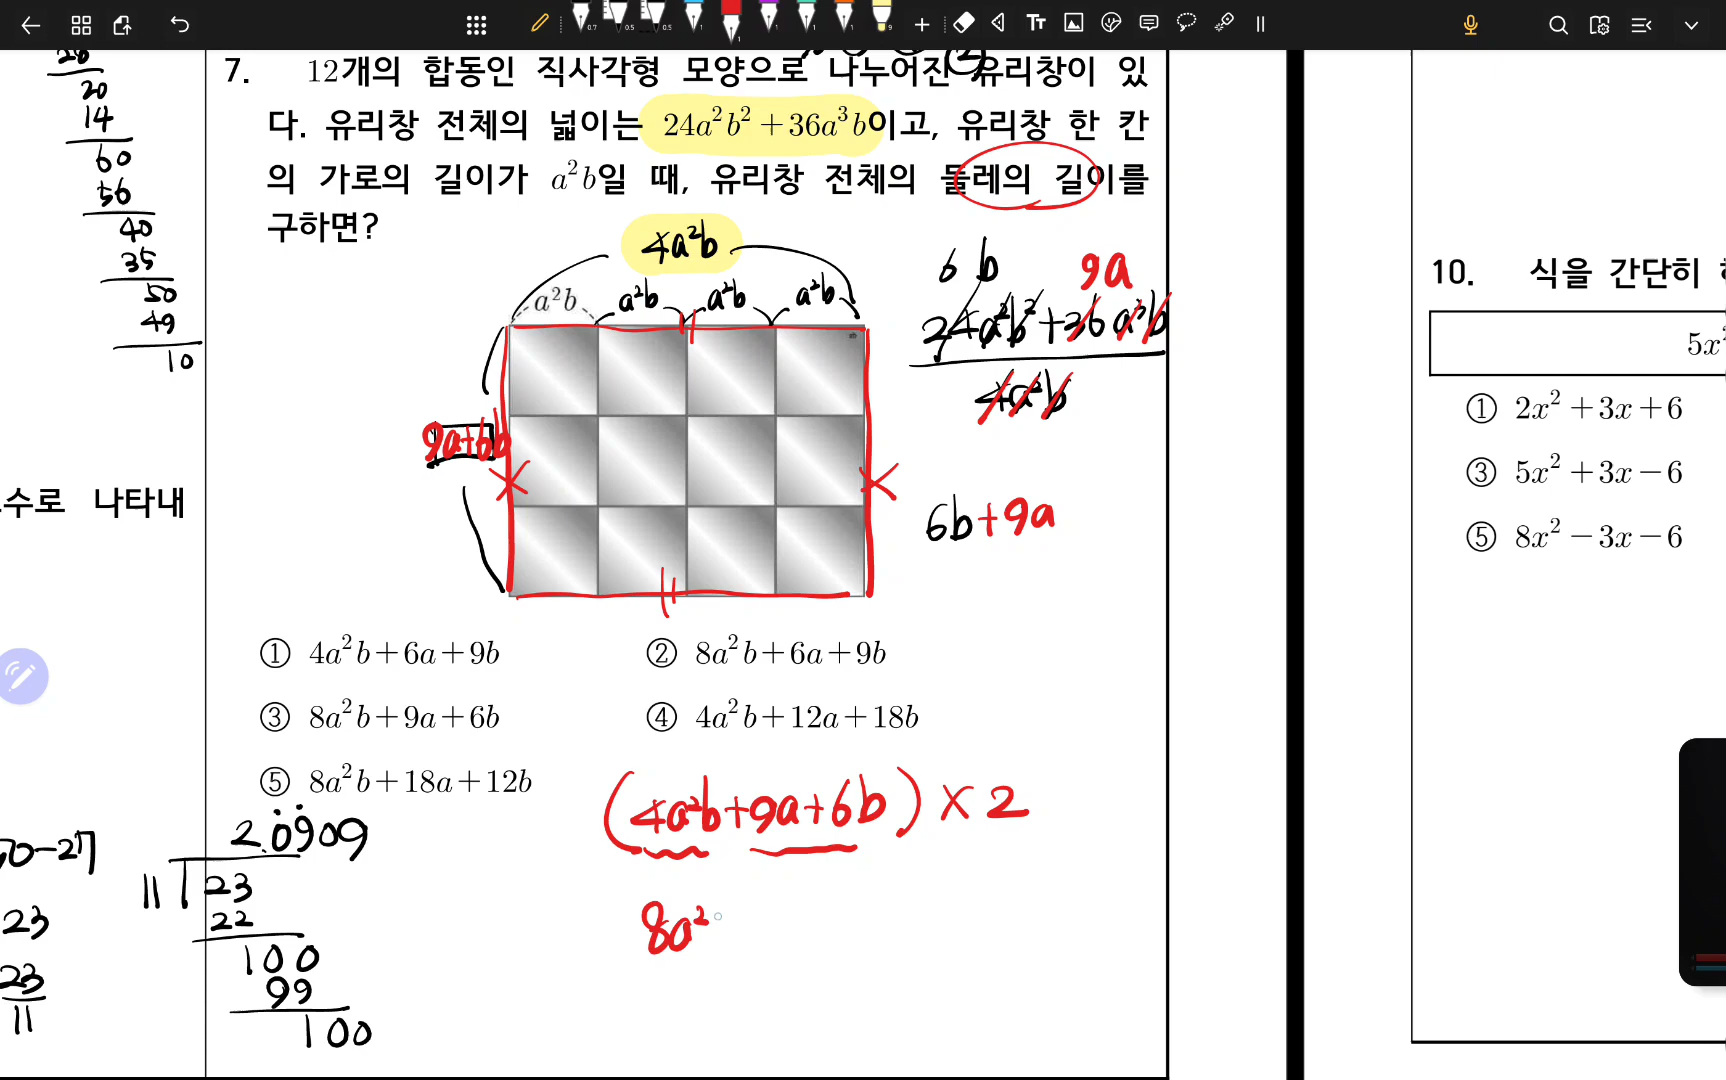 28
20
14
60
56
40
35
50
49
10
수로 나타내
50-27
23
23
11
7. 12개의 합동인 직사각형 모양으로 나누어진 유리창이 있
다. 유리창 전체의 넓이는 24a²b²+36a³b이고, 유리창 한 칸
의 가로의 길이가 a²b일 때, 유리창 전체의 둘레의 길이를
구하면?
4a²b
a²b a²b a²b a²b
9a+6b
6 b 9a
24a²b²+36a³b
4a²b
6b+9a
① 4a²b+6a+9b ② 8a²b+6a+9b
③ 8a²b+9a+6b ④ 4a²b+12a+18b
⑤ 8a²b+18a+12b
(4a²b+9a+6b)×2
8a²
2.0909
11 23
22
100
99
100
10. 식을 간단히
5x²
① 2x²+3x+6
③ 5x²+3x-6
⑤ 8x²-3x-6